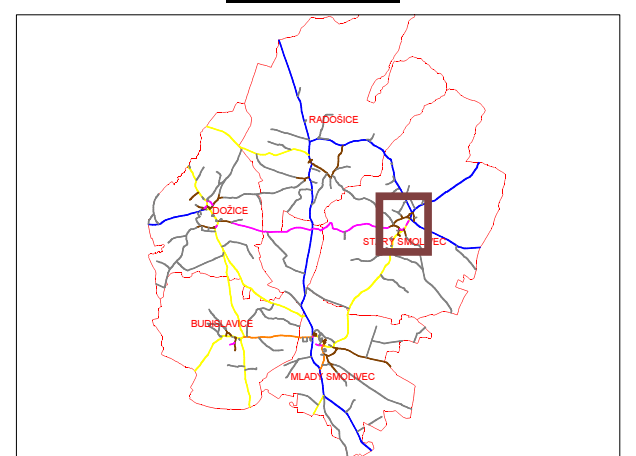 RADOŠICE
DOŽICE
STARÝ SMOLIVEC
BUDISLAVICE
MLADÝ SMOLIVEC